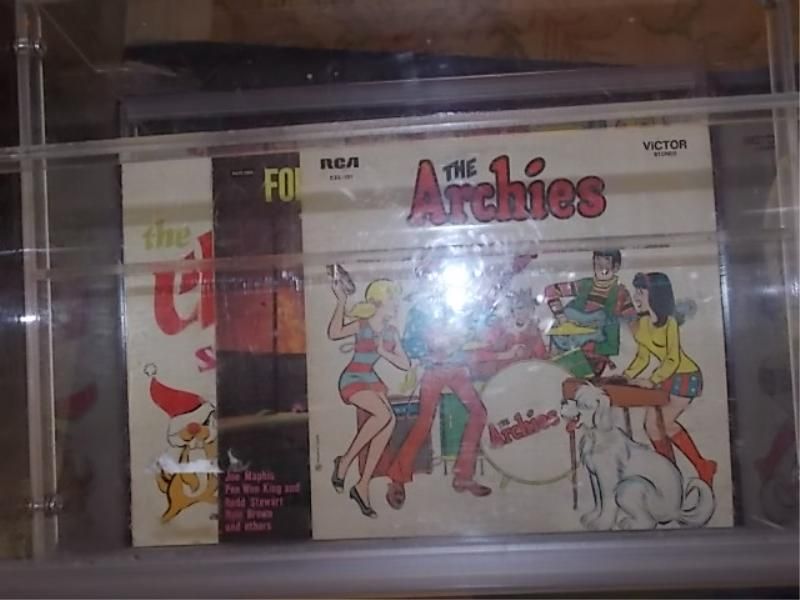 RCA
VICTOR
STEREO
THE
Archies
the
FO
THE
Archies
Joe Maphis
Pee Wee King and
Redd Stewart
Brown
and others